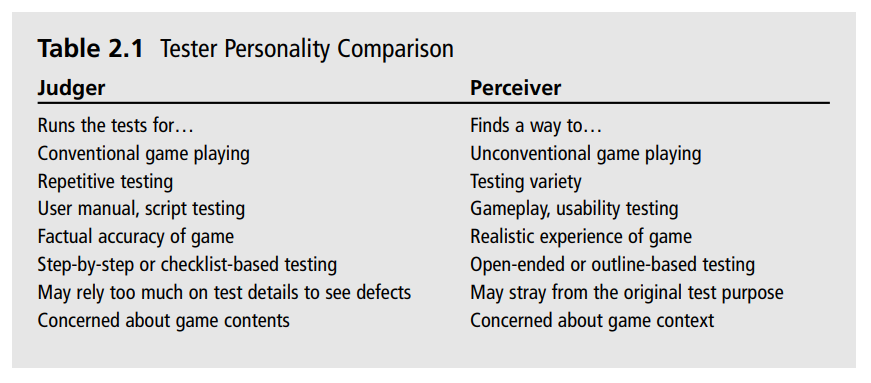 Table 2.1 Tester Personality Comparison
Judger Perceiver
Runs the tests for… Finds a way to…
Conventional game playing Unconventional game playing
Repetitive testing Testing variety
User manual, script testing Gameplay, usability testing
Factual accuracy of game Realistic experience of game
Step-by-step or checklist-based testing Open-ended or outline-based testing
May rely too much on test details to see defects May stray from the original test purpose
Concerned about game contents Concerned about game context